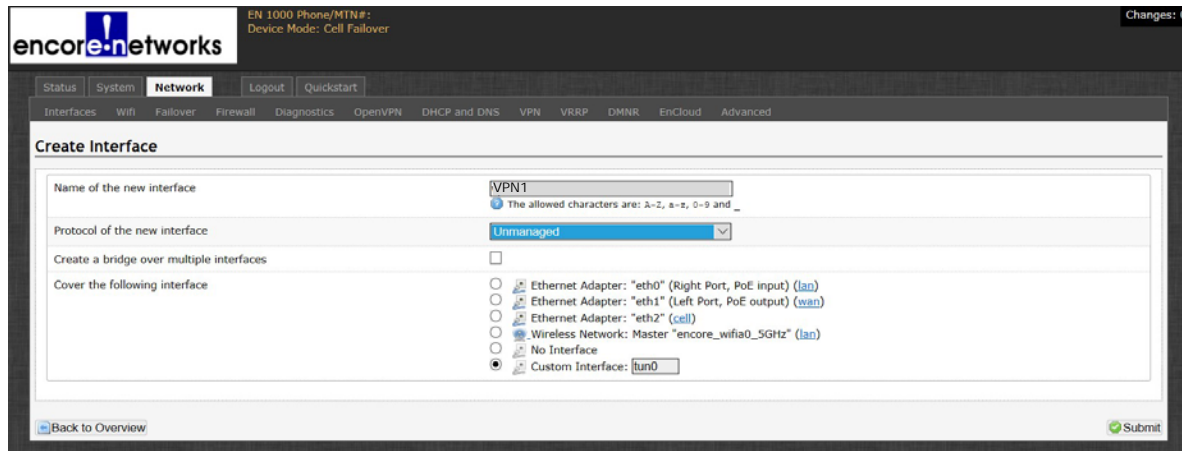 EN 1000 Phone/MTN#:
Device Mode: Cell Failover
Changes:
encore networks
Status System Network Logout Quickstart
Interfaces Wifi Failover Firewall Diagnostics OpenVPN DHCP and DNS VPN VRRP DMNR EnCloud Advanced
Create Interface
Name of the new interface VPN1
The allowed characters are: A-Z, a-z, 0-9 and _
Protocol of the new interface Unmanaged
Create a bridge over multiple interfaces
Cover the following interface
Ethernet Adapter: "eth0" (Right Port, PoE input) (lan)
Ethernet Adapter: "eth1" (Left Port, PoE output) (wan)
Ethernet Adapter: "eth2" (cell)
Wireless Network: Master "encore_wifia0_5GHz" (lan)
No Interface
Custom Interface: tun0
Back to Overview Submit